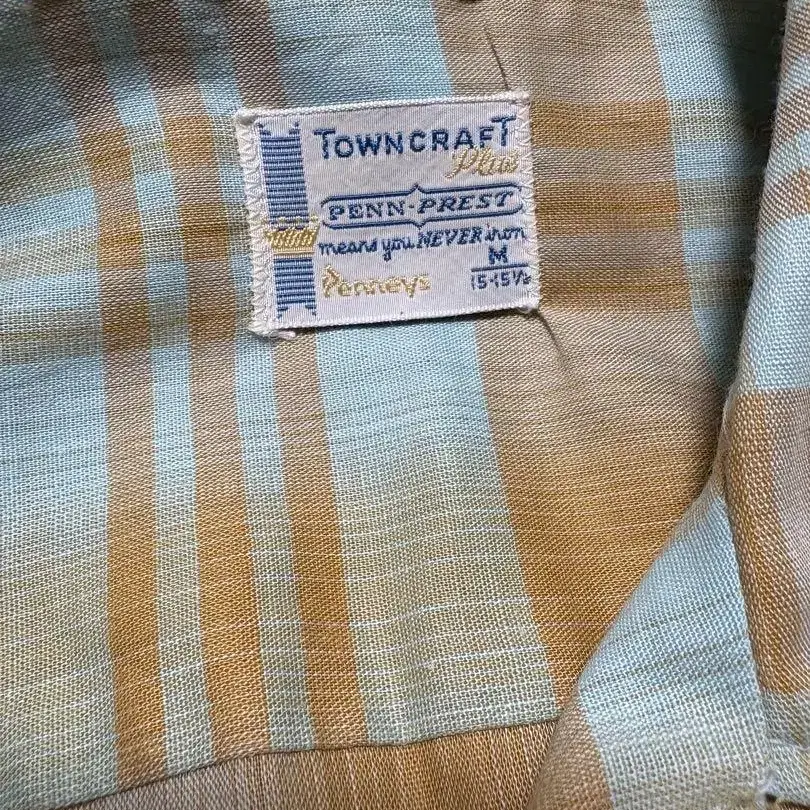 TOWNCRAFT
Plus
PENN-PREST
means you NEVER iron
M
15-15½
Penneys